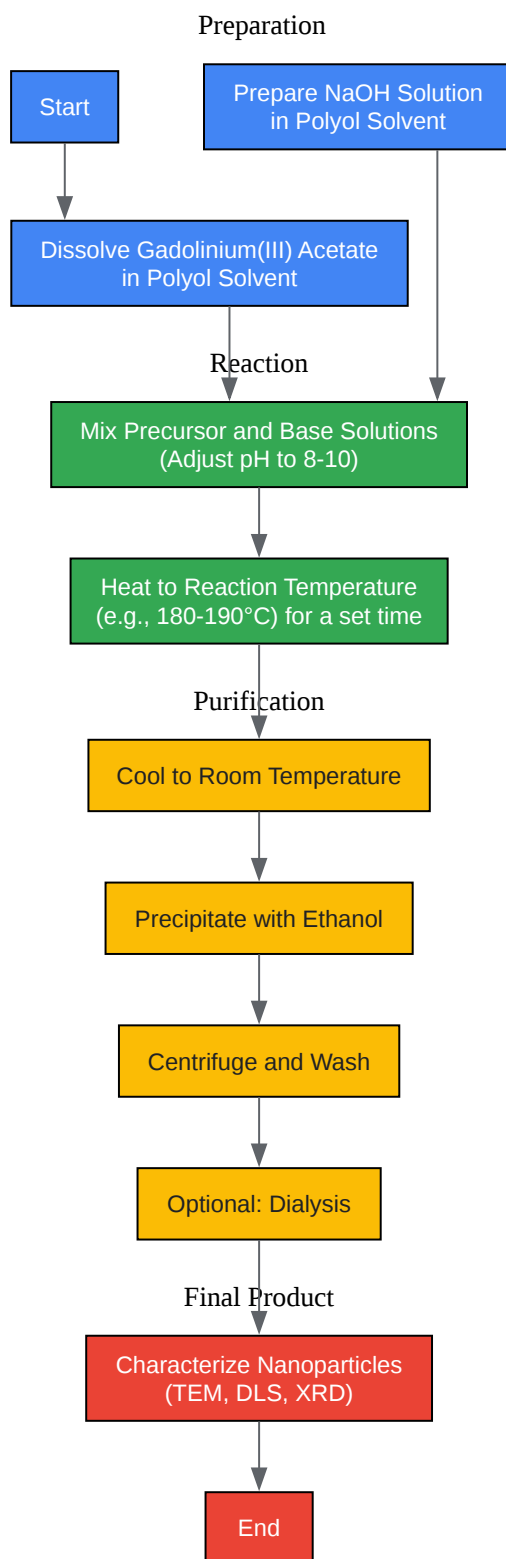 Preparation
Start
Prepare NaOH Solution
in Polyol Solvent
Dissolve Gadolinium(III) Acetate
in Polyol Solvent
Reaction
Mix Precursor and Base Solutions
(Adjust pH to 8-10)
Heat to Reaction Temperature
(e.g., 180-190°C) for a set time
Purification
Cool to Room Temperature
Precipitate with Ethanol
Centrifuge and Wash
Optional: Dialysis
Final Product
Characterize Nanoparticles
(TEM, DLS, XRD)
End